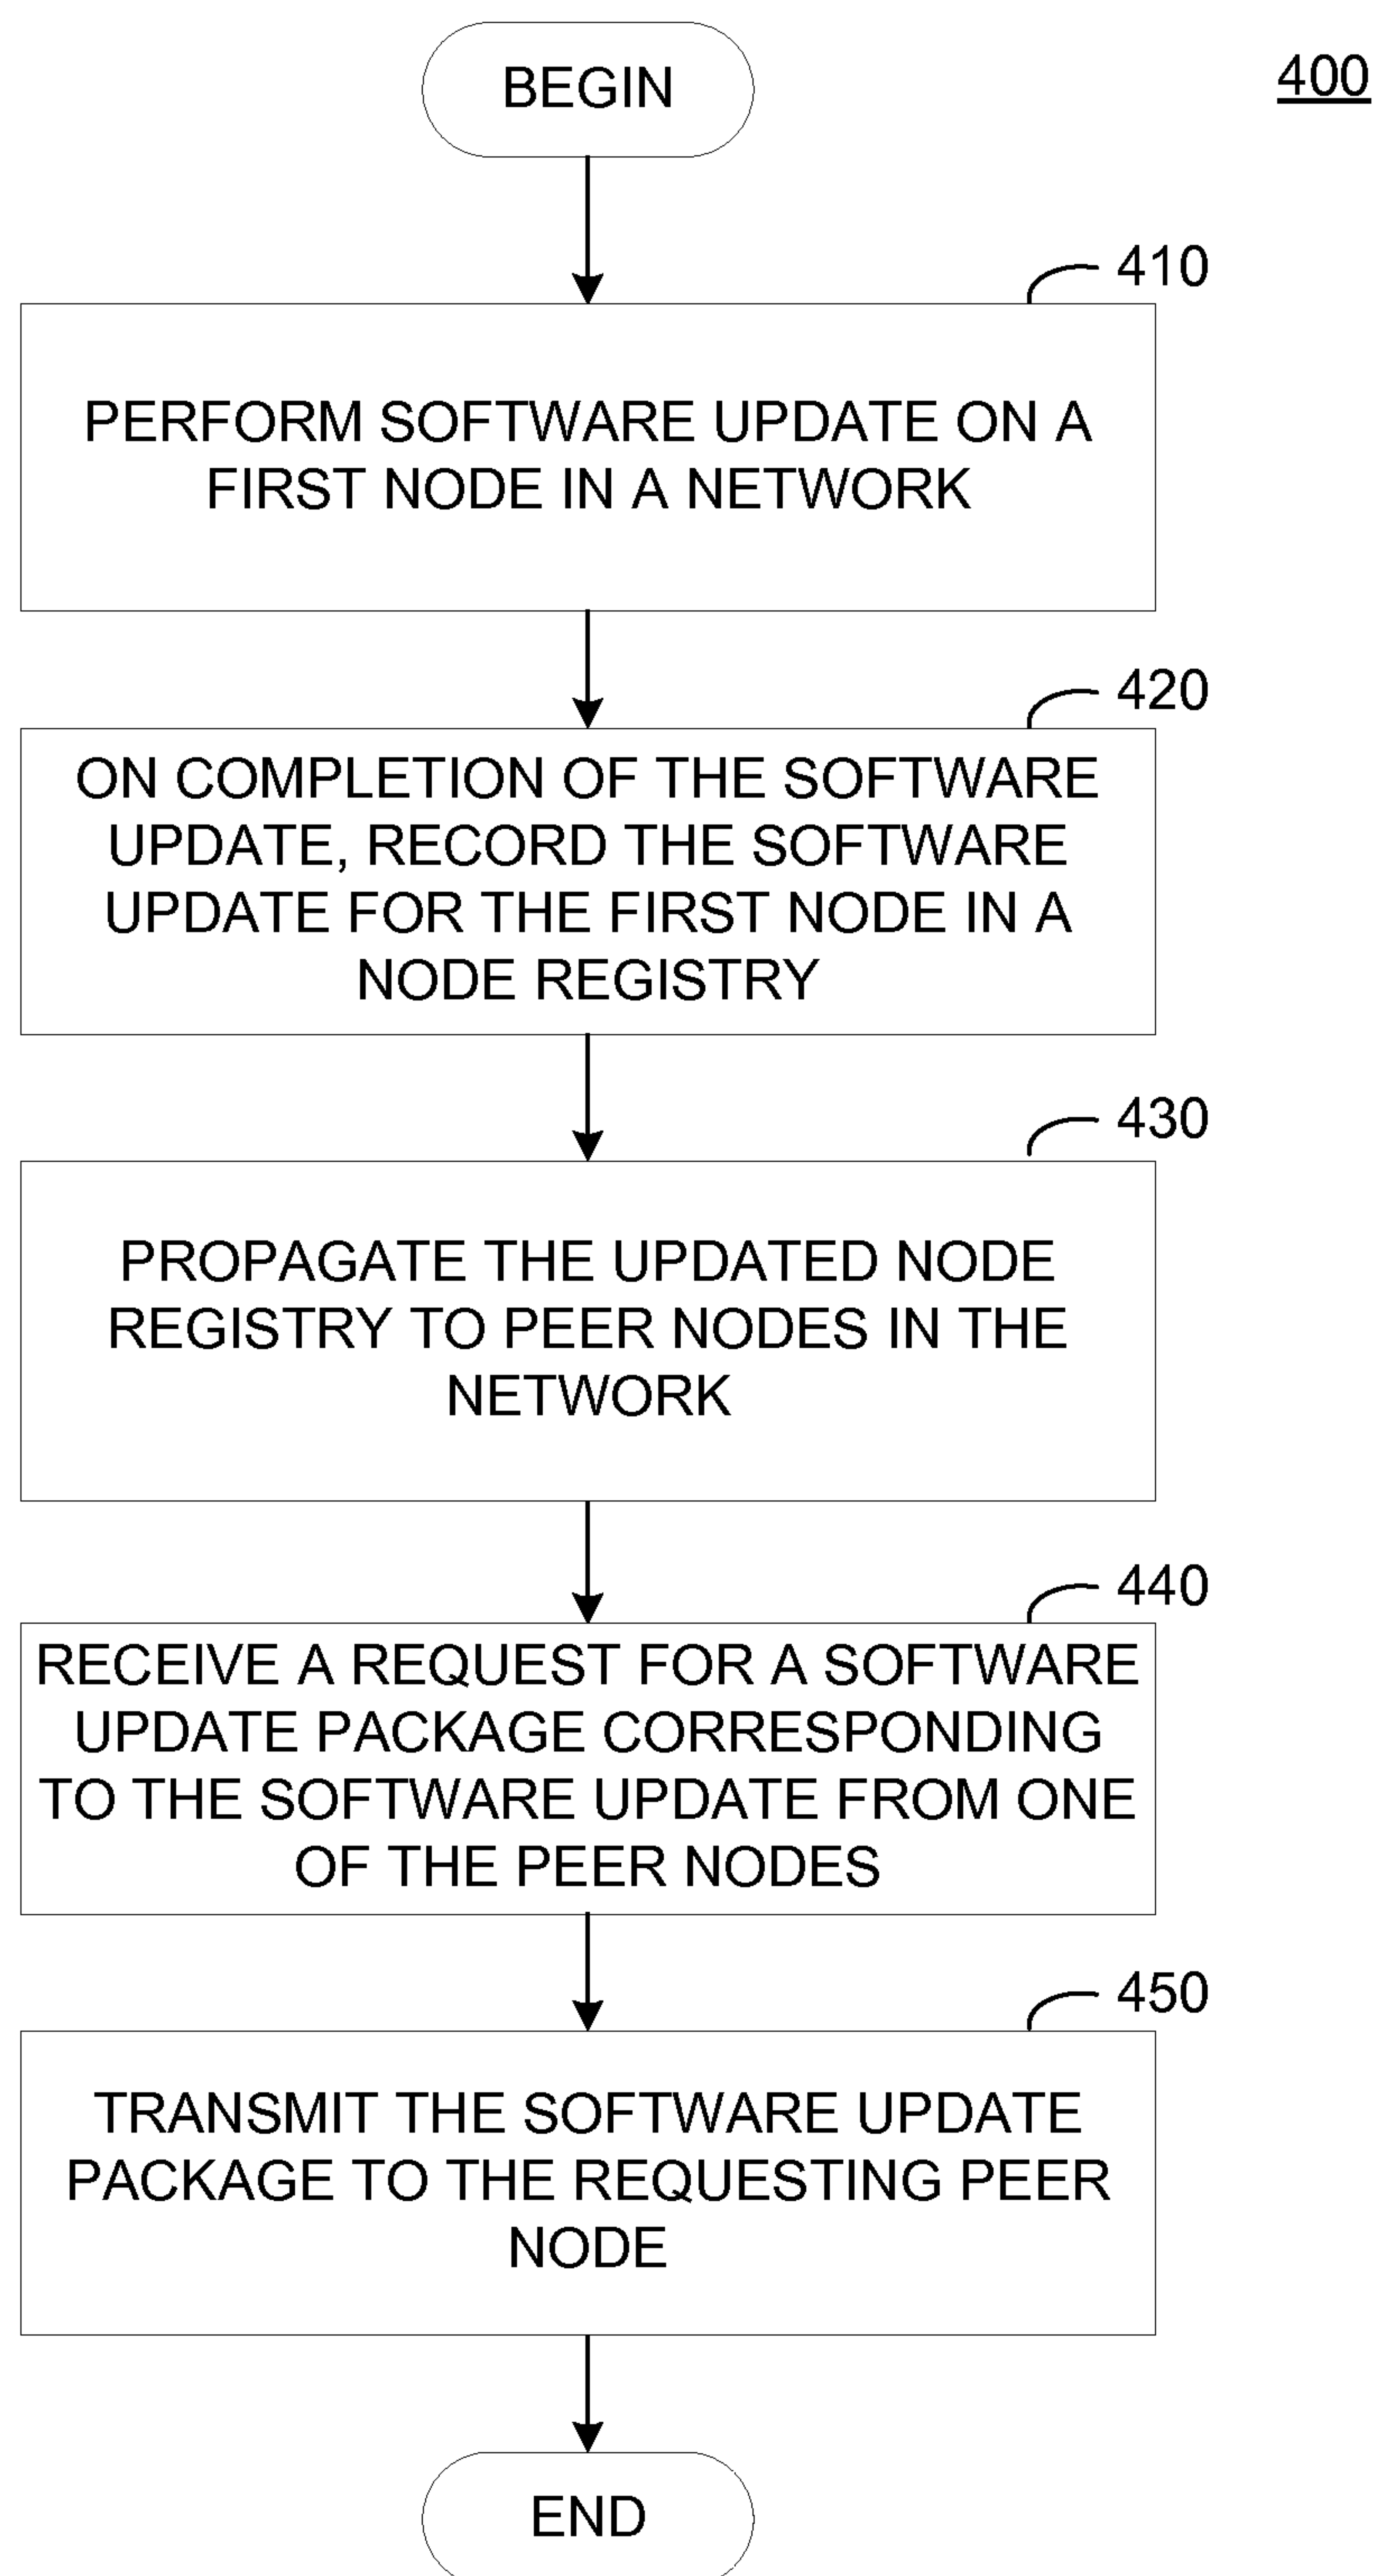 BEGIN
400
410
PERFORM SOFTWARE UPDATE ON A
FIRST NODE IN A NETWORK
420
ON COMPLETION OF THE SOFTWARE
UPDATE, RECORD THE SOFTWARE
UPDATE FOR THE FIRST NODE IN A
NODE REGISTRY
430
PROPAGATE THE UPDATED NODE
REGISTRY TO PEER NODES IN THE
NETWORK
440
RECEIVE A REQUEST FOR A SOFTWARE
UPDATE PACKAGE CORRESPONDING
TO THE SOFTWARE UPDATE FROM ONE
OF THE PEER NODES
450
TRANSMIT THE SOFTWARE UPDATE
PACKAGE TO THE REQUESTING PEER
NODE
END